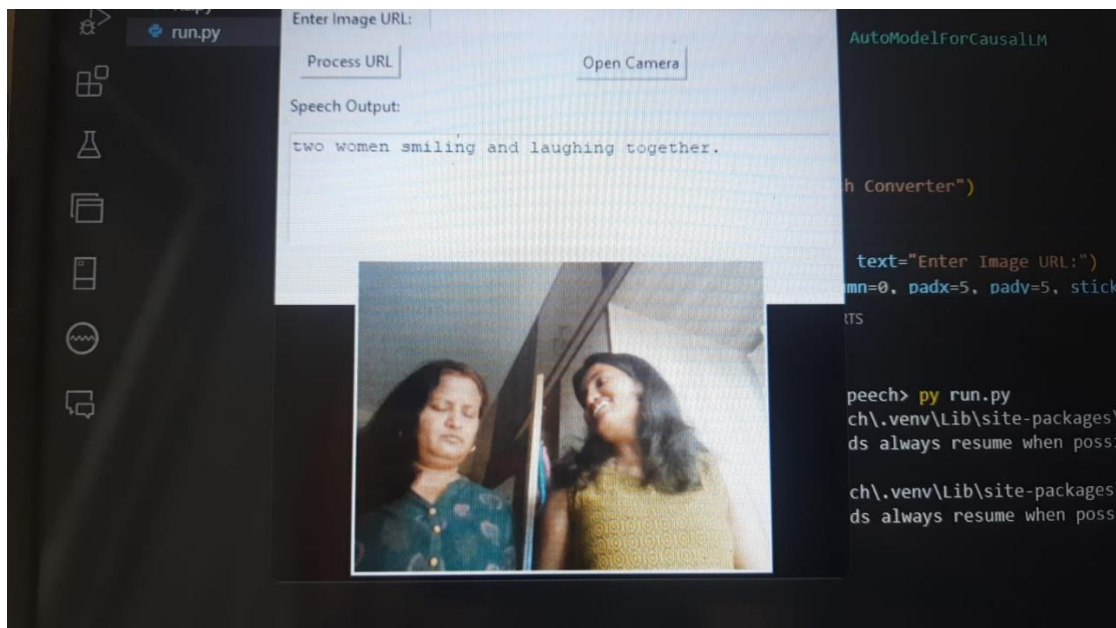 run.py
Enter Image URL:
Process URL
Open Camera
Speech Output:
two women smiling and laughing together.
AutoModelForCausalLM
h Converter")
text="Enter Image URL:")
mn=0, padx=5, pady=5, stick
RTS
peech> py run.py
ch\.venv\Lib\site-packages
ds always resume when poss
ch\.venv\Lib\site-packages
ds always resume when poss